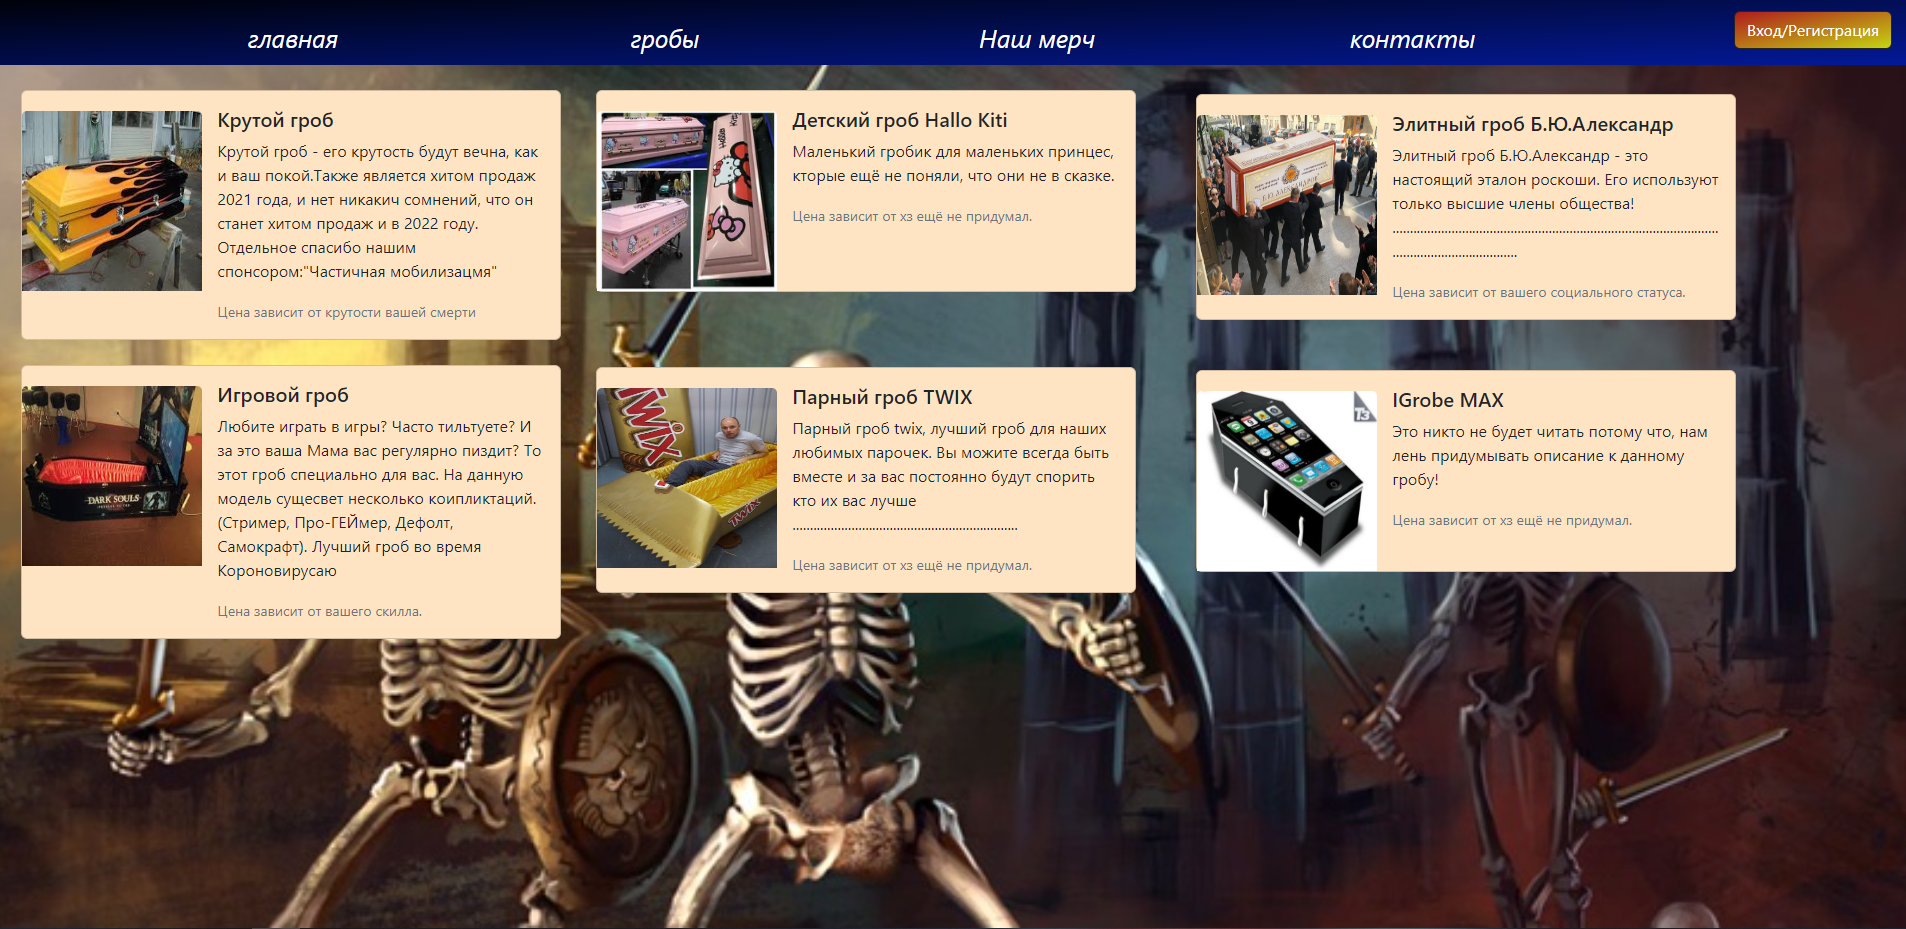 главная
гробы
Наш мерч
контакты
Вход/Регистрация
Крутой гроб
Крутой гроб - его крутость будут вечна, как
и ваш покой.Также является хитом продаж
2021 года, и нет никакич сомнений, что он
станет хитом продаж и в 2022 году.
Отдельное спасибо нашим
спонсором:"Частичная мобилизацмя"
Цена зависит от крутости вашей смерти
Детский гроб Hallo Kiti
Маленький гробик для маленьких принцес,
кторые ещё не поняли, что они не в сказке.
Цена зависит от хз ещё не придумал.
Элитный гроб Б.Ю.Александр
Элитный гроб Б.Ю.Александр - это
настоящий эталон роскоши. Его используют
только высшие члены общества!
..............................................................................................
....................................
Цена зависит от вашего социального статуса.
Игровой гроб
Любите играть в игры? Часто тильтуете? И
за это ваша Мама вас регулярно пиздит? То
этот гроб специально для вас. На данную
модель сущесвет несколько коипликтаций.
(Стример, Про-ГЕЙмер, Дефолт,
Самокрафт). Лучший гроб во время
Короновирусаю
Цена зависит от вашего скилла.
DARK SOULS
Парный гроб TWIX
Парный гроб twix, лучший гроб для наших
любимых парочек. Вы можите всегда быть
вместе и за вас постоянно будут спорить
кто их вас лучше
.................................................................
Цена зависит от хз ещё не придумал.
TWIX
TWIX
IGrobe MAX
Это никто не будет читать потому что, нам
лень придумывать описание к данному
гробу!
Цена зависит от хз ещё не придумал.
ТЗ